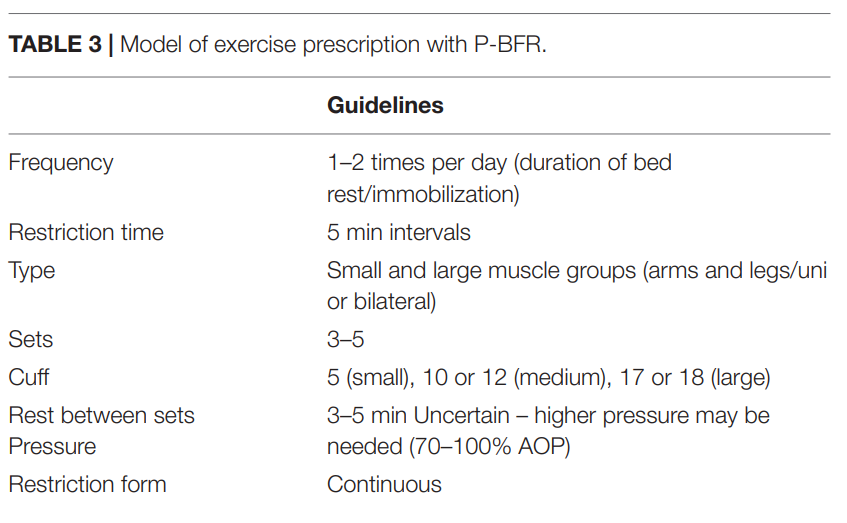 TABLE 3 | Model of exercise prescription with P-BFR.
Guidelines
Frequency 1–2 times per day (duration of bed
rest/immobilization)
Restriction time 5 min intervals
Type Small and large muscle groups (arms and legs/uni
or bilateral)
Sets 3–5
Cuff 5 (small), 10 or 12 (medium), 17 or 18 (large)
Rest between sets 3–5 min Uncertain – higher pressure may be
Pressure needed (70–100% AOP)
Restriction form Continuous